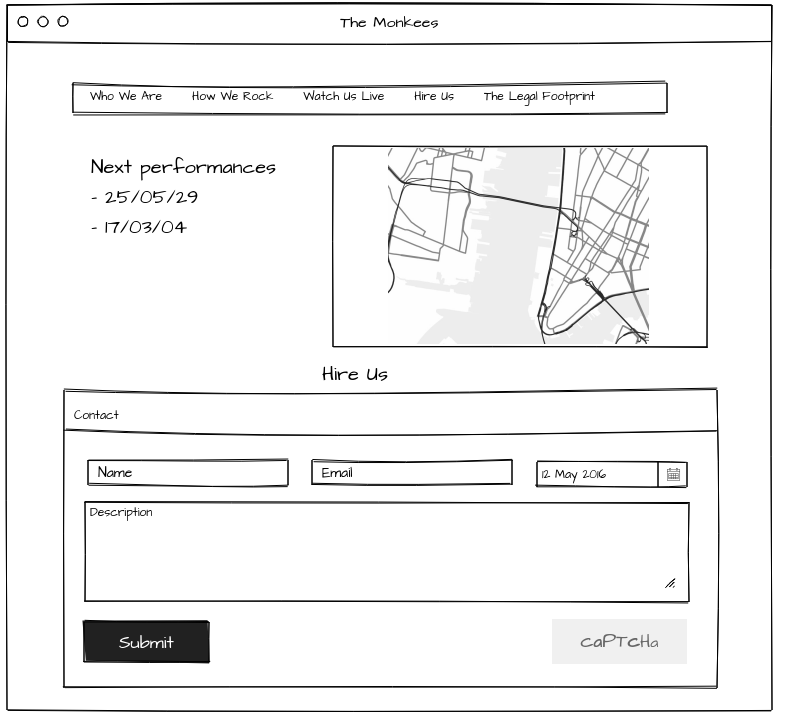 The Monkees
Who We Are How We Rock Watch Us Live Hire Us The Legal Footprint
Next performances
- 25/05/29
- 17/03/04
Hire Us
Contact
Name Email 12 May 2016
Description
Submit caPTCHa